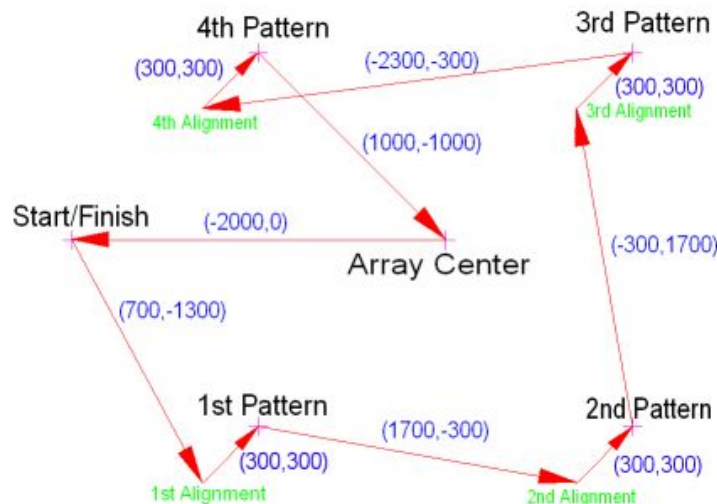 4th Pattern
3rd Pattern
(300,300)
(-2300,-300)
(300,300)
4th Alignment
3rd Alignment
(1000,-1000)
Start/Finish
(-2000,0)
Array Center
(-300,1700)
(700,-1300)
1st Pattern
2nd Pattern
(1700,-300)
(300,300)
(300,300)
1st Alignment
2nd Alignment